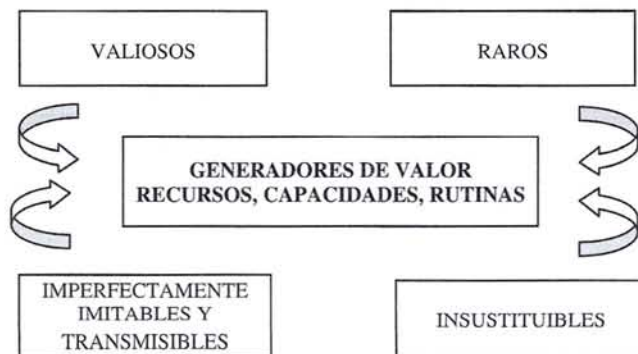 VALIOSOS
RAROS
GENERADORES DE VALOR
RECURSOS, CAPACIDADES, RUTINAS
IMPERFECTAMENTE
IMITABLES Y
TRANSMISIBLES
INSUSTITUIBLES